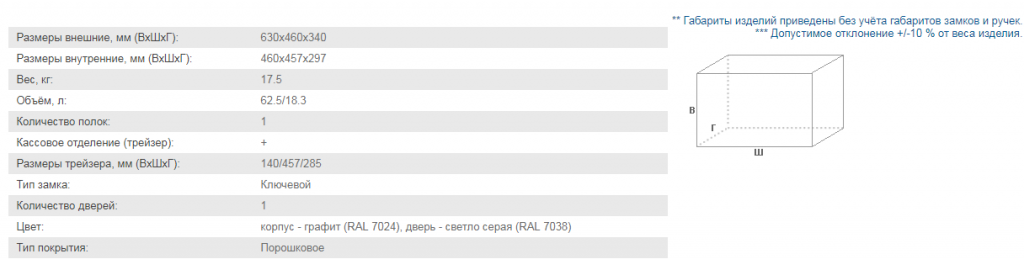 ** Габариты изделий приведены без учёта габаритов замков и ручек.
*** Допустимое отклонение +/-10 % от веса изделия.
Размеры внешние, мм (ВхШхГ): 630x460x340
Размеры внутренние, мм (ВхШхГ): 460x457x297
Вес, кг: 17.5
Объём, л: 62.5/18.3
Количество полок: 1
Кассовое отделение (трейзер): +
Размеры трейзера, мм (ВхШхГ): 140/457/285
Тип замка: Ключевой
Количество дверей: 1
Цвет: корпус - графит (RAL 7024), дверь - светло серая (RAL 7038)
Тип покрытия: Порошковое
В
Г
Ш